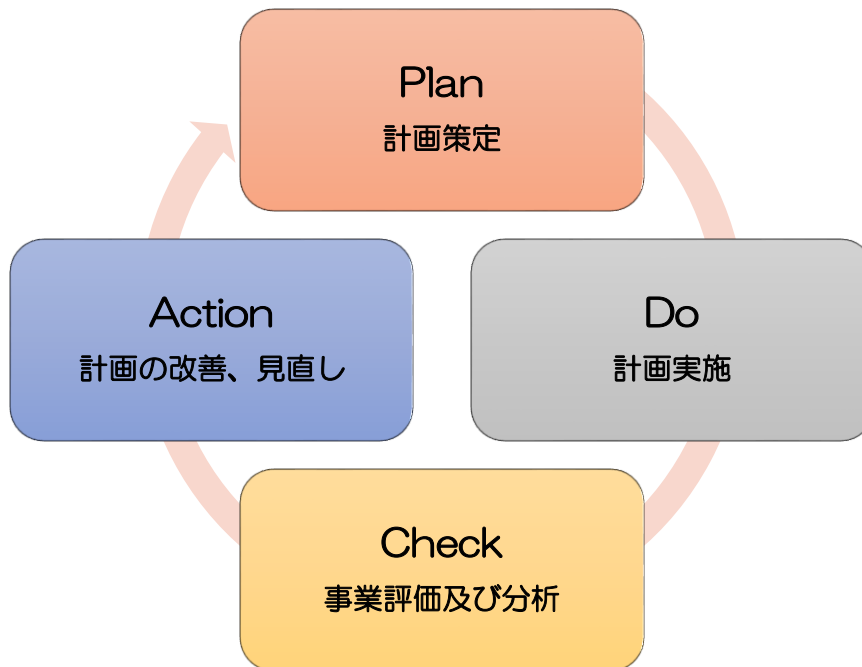 Plan
計画策定
Do
計画実施
Check
事業評価及び分析
Action
計画の改善、見直し